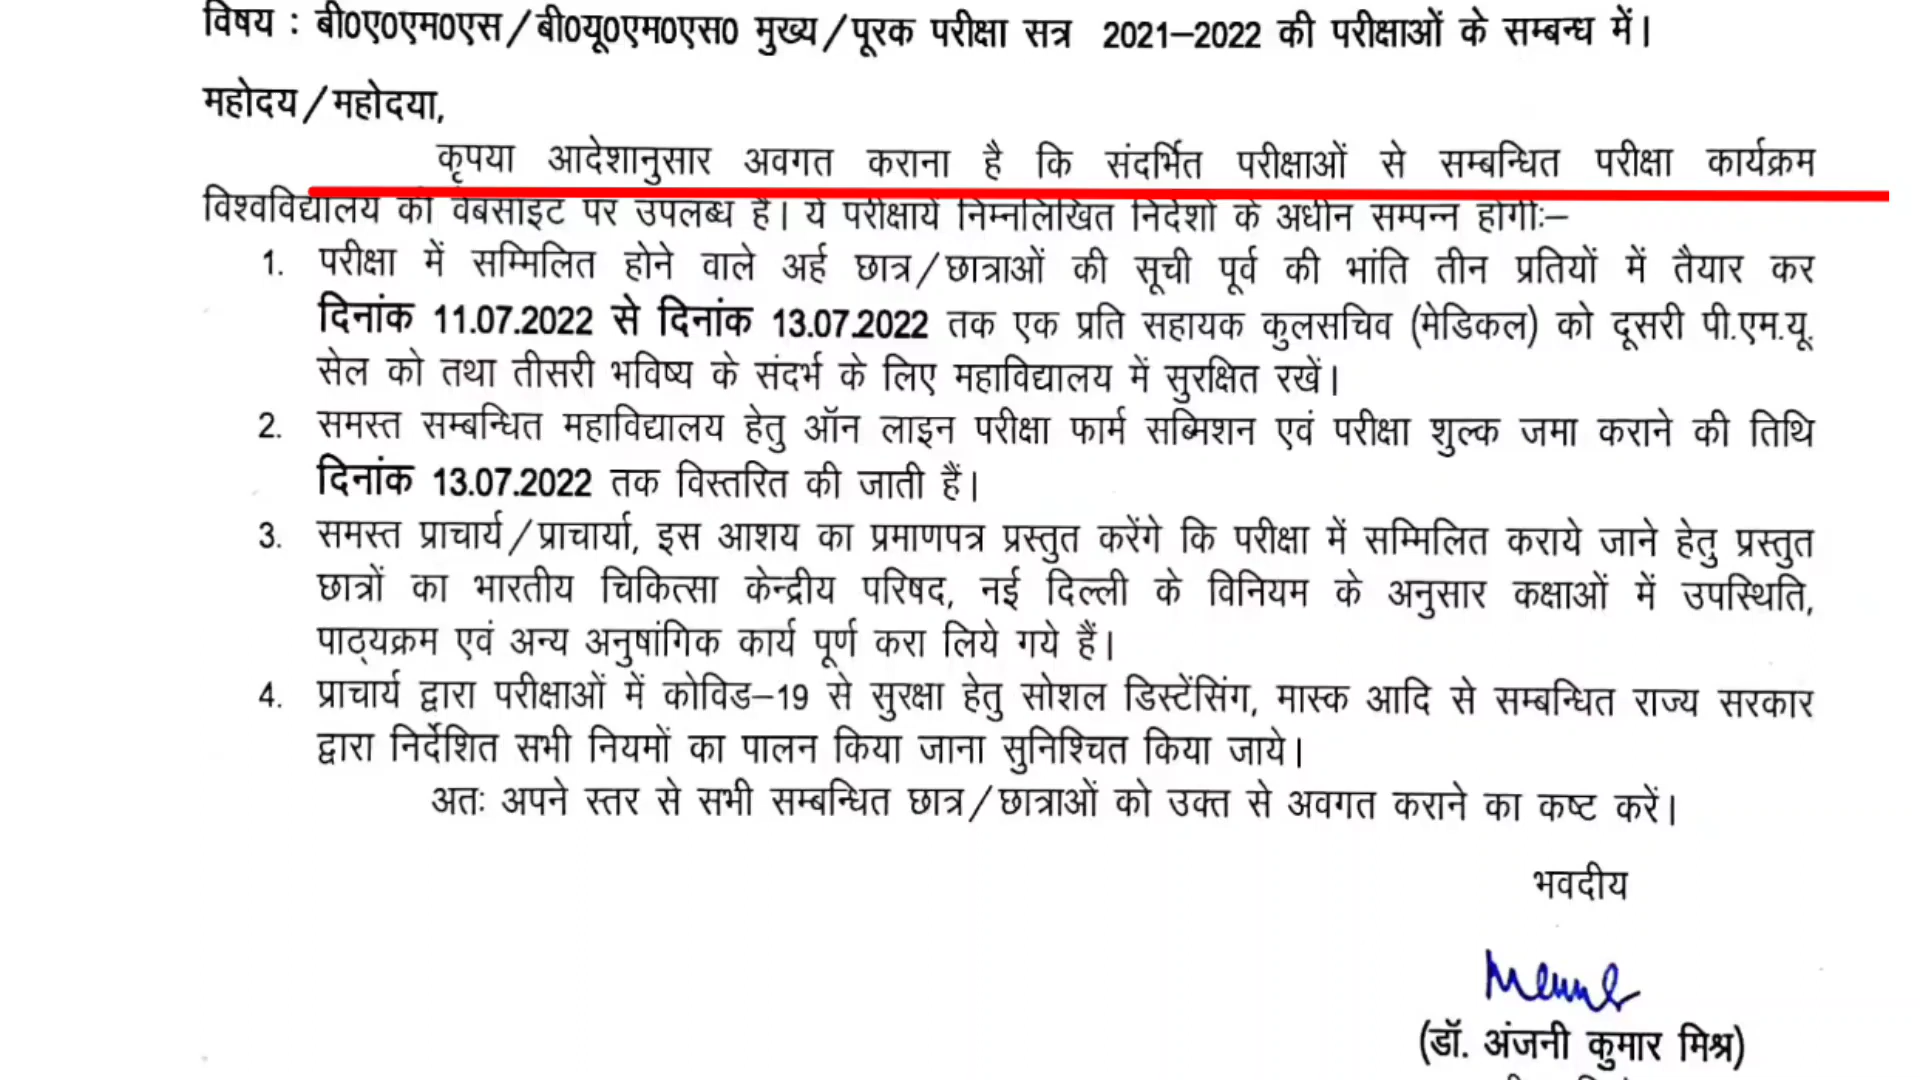 विषय : बी0ए0एम0एस/बी0यू0एम0एस0 मुख्य/पूरक परीक्षा सत्र 2021–2022 की परीक्षाओं के सम्बन्ध में।
महोदय/महोदया,
कृपया आदेशानुसार अवगत कराना है कि संदर्भित परीक्षाओं से सम्बन्धित परीक्षा कार्यक्रम
विश्वविद्यालय की वेबसाइट पर उपलब्ध है। ये परीक्षायें निम्नलिखित निर्देशों के अधीन सम्पन्न होगीः–
1. परीक्षा में सम्मिलित होने वाले अर्ह छात्र/छात्राओं की सूची पूर्व की भांति तीन प्रतियों में तैयार कर
दिनांक 11.07.2022 से दिनांक 13.07.2022 तक एक प्रति सहायक कुलसचिव (मेडिकल) को दूसरी पी.एम.यू.
सेल को तथा तीसरी भविष्य के संदर्भ के लिए महाविद्यालय में सुरक्षित रखें।
2. समस्त सम्बन्धित महाविद्यालय हेतु ऑन लाइन परीक्षा फार्म सब्मिशन एवं परीक्षा शुल्क जमा कराने की तिथि
दिनांक 13.07.2022 तक विस्तरित की जाती हैं।
3. समस्त प्राचार्य/प्राचार्या, इस आशय का प्रमाणपत्र प्रस्तुत करेंगे कि परीक्षा में सम्मिलित कराये जाने हेतु प्रस्तुत
छात्रों का भारतीय चिकित्सा केन्द्रीय परिषद, नई दिल्ली के विनियम के अनुसार कक्षाओं में उपस्थिति,
पाठ्यक्रम एवं अन्य अनुषांगिक कार्य पूर्ण करा लिये गये हैं।
4. प्राचार्य द्वारा परीक्षाओं में कोविड–19 से सुरक्षा हेतु सोशल डिस्टेंसिंग, मास्क आदि से सम्बन्धित राज्य सरकार
द्वारा निर्देशित सभी नियमों का पालन किया जाना सुनिश्चित किया जाये।
अतः अपने स्तर से सभी सम्बन्धित छात्र/छात्राओं को उक्त से अवगत कराने का कष्ट करें।
भवदीय
(डॉ. अंजनी कुमार मिश्र)